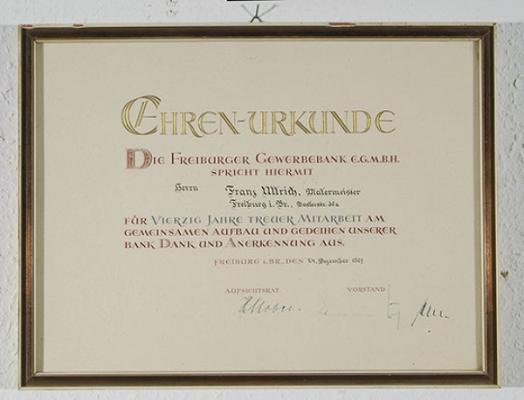 EHREN-URKUNDE
DIE FREIBURGER GEWERBEBANK E.G.M.B.H.
SPRICHT HIERMIT
Herrn Franz Ullrich, Malermeister
Freiburg i. Br.,
FÜR VIERZIG JAHRE TREUER MITARBEIT AM
GEMEINSAMEN AUFBAU UND GEDEIHEN UNSERER
BANK DANK UND ANERKENNUNG AUS.
FREIBURG i. BR., DEN Dezember
AUFSICHTSRAT VORSTAND